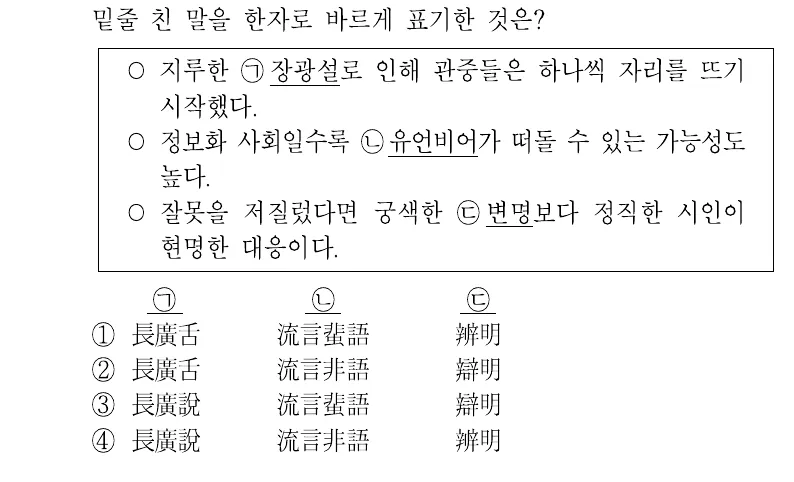 밑줄 친 말을 한자로 바르게 표기한 것은?
○ 지루한 ㉠장광설로 인해 관중들은 하나씩 자리를 뜨기
시작했다.
○ 정보화 사회일수록 ㉡유언비어가 떠돌 수 있는 가능성도
높다.
○ 잘못을 저질렀다면 궁색한 ㉢변명보다 정직한 시인이
현명한 대응이다.
㉠ ㉡ ㉢
① 長廣舌 流言蜚語 辨明
② 長廣舌 流言非語 辯明
③ 長廣說 流言蜚語 辯明
④ 長廣說 流言非語 辨明